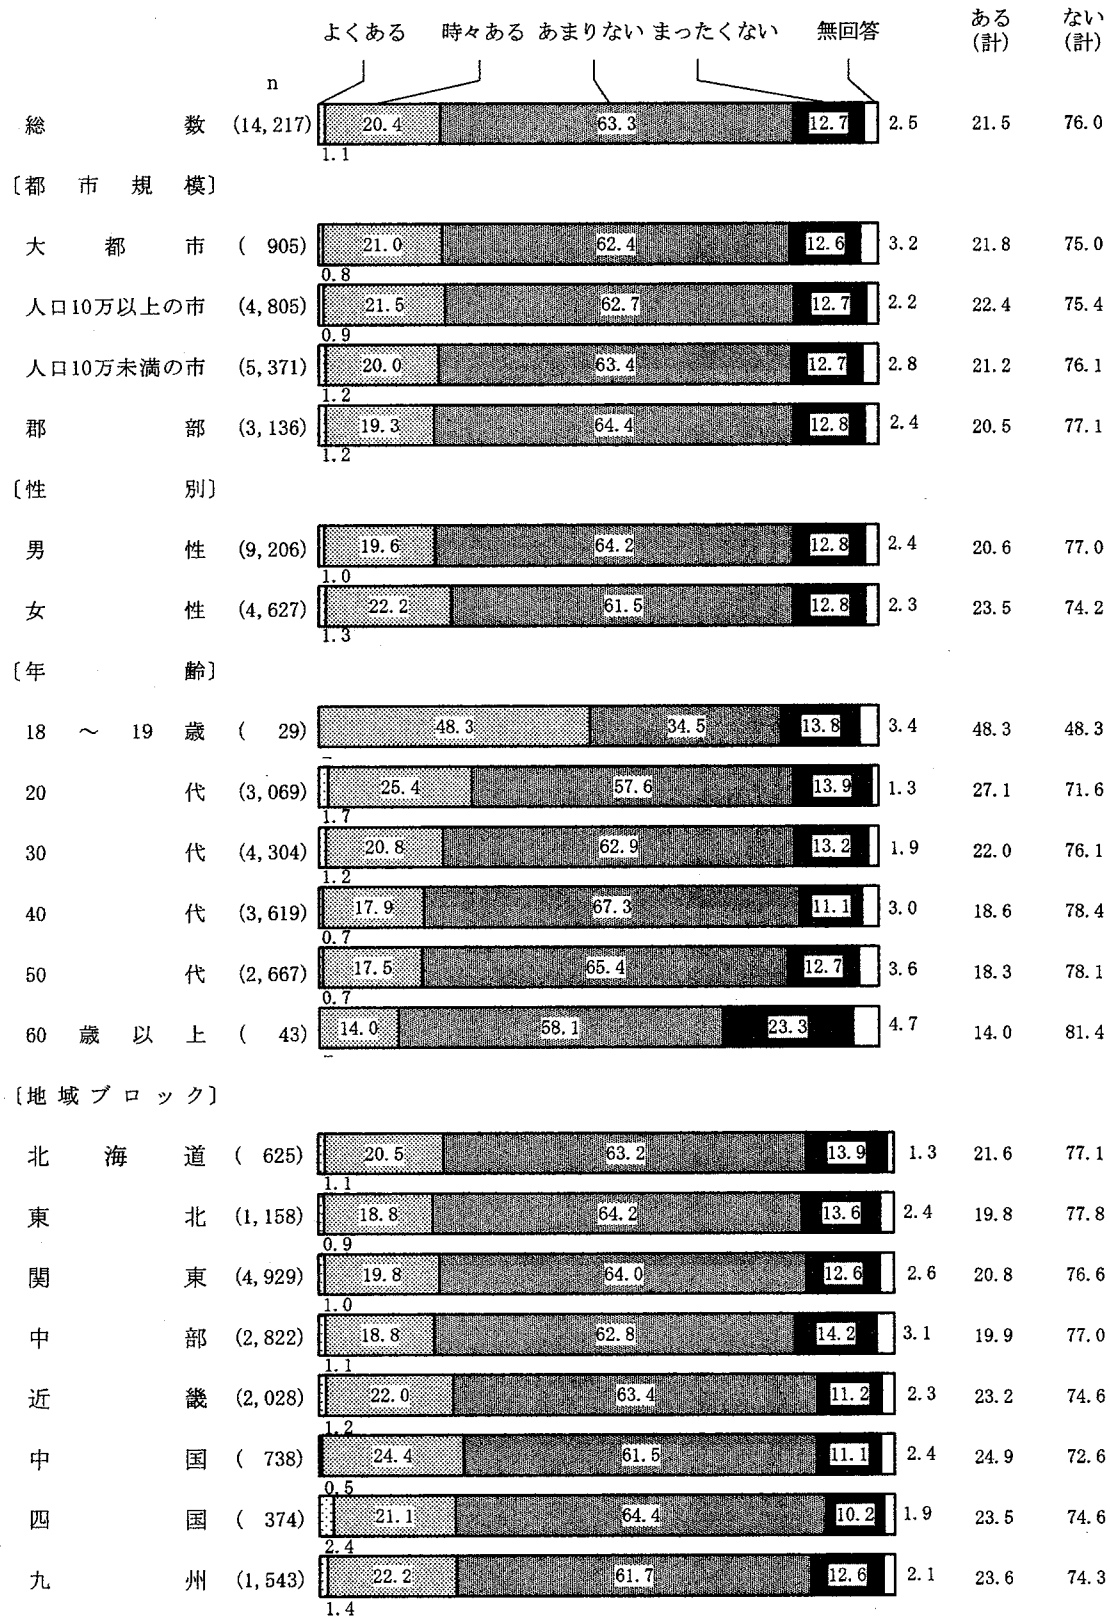 ある ない
よくある 時々ある あまりない まったくない 無回答 (計) (計)
n
総数 (14,217) 20.4 63.3 12.7 2.5 21.5 76.0
1.1
〔都市規模〕
大都市 ( 905) 21.0 62.4 12.6 3.2 21.8 75.0
0.8
人口10万以上の市 (4,805) 21.5 62.7 12.7 2.2 22.4 75.4
0.9
人口10万未満の市 (5,371) 20.0 63.4 12.7 2.8 21.2 76.1
1.2
郡部 (3,136) 19.3 64.4 12.8 2.4 20.5 77.1
1.2
〔性別〕
男性 (9,206) 19.6 64.2 12.8 2.4 20.6 77.0
1.0
女性 (4,627) 22.2 61.5 12.8 2.3 23.5 74.2
1.3
〔年齢〕
18 ~ 19 歳 ( 29) 48.3 34.5 13.8 3.4 48.3 48.3
-
20代 (3,069) 25.4 57.6 13.9 1.3 27.1 71.6
1.7
30代 (4,304) 20.8 62.9 13.2 1.9 22.0 76.1
1.2
40代 (3,619) 17.9 67.3 11.1 3.0 18.6 78.4
0.7
50代 (2,667) 17.5 65.4 12.7 3.6 18.3 78.1
0.7
60歳以上 ( 43) 14.0 58.1 23.3 4.7 14.0 81.4
-
〔地域ブロック〕
北海道 ( 625) 20.5 63.2 13.9 1.3 21.6 77.1
1.1
東北 (1,158) 18.8 64.2 13.6 2.4 19.8 77.8
0.9
関東 (4,929) 19.8 64.0 12.6 2.6 20.8 76.6
1.0
中部 (2,822) 18.8 62.8 14.2 3.1 19.9 77.0
1.1
近畿 (2,028) 22.0 63.4 11.2 2.3 23.2 74.6
1.2
中国 ( 738) 24.4 61.5 11.1 2.4 24.9 72.6
0.5
四国 ( 374) 21.1 64.4 10.2 1.9 23.5 74.6
2.4
九州 (1,543) 22.2 61.7 12.6 2.1 23.6 74.3
1.4